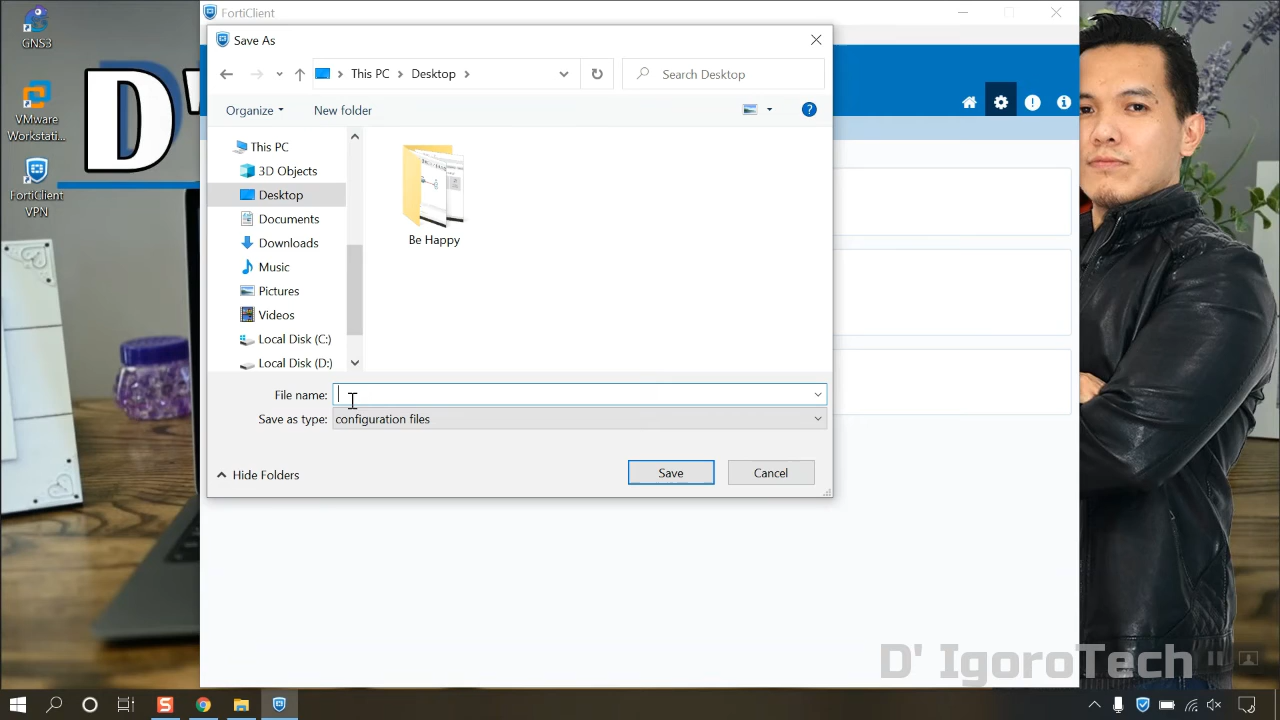 GNS3
VMware
Workstati...
FortiClient
VPN
D'
FortiClient
Save As
This PC
Desktop
Search Desktop
Organize
New folder
?
This PC
3D Objects
Desktop
Documents
Downloads
Music
Pictures
Videos
Local Disk (C:)
Local Disk (D:)
Be Happy
File name:
Save as type:
configuration files
Hide Folders
Save
Cancel
D' IgoroTech